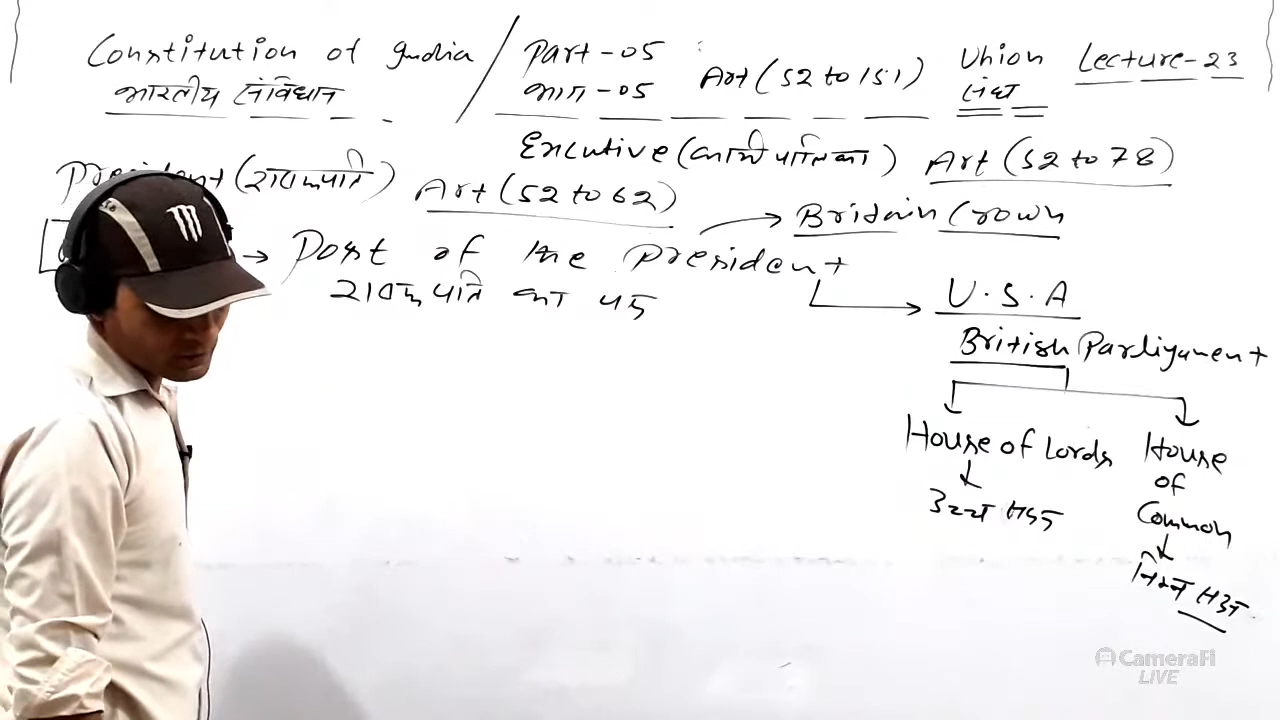 Constitution of India / Part-05 Art (52 to 151) Union Lecture-23
भारतीय संविधान भाग-05 संघ
Executive (कार्यपालिका) Art (52 to 78)
President (राष्ट्रपति) Art (52 to 62)
Britain Crown
→ Post of the President
राष्ट्रपति का पद
U.S.A
British Parliyament
House of Lords
उच्च सदन
House
of
Common
निम्न सदन
CameraFi
LIVE